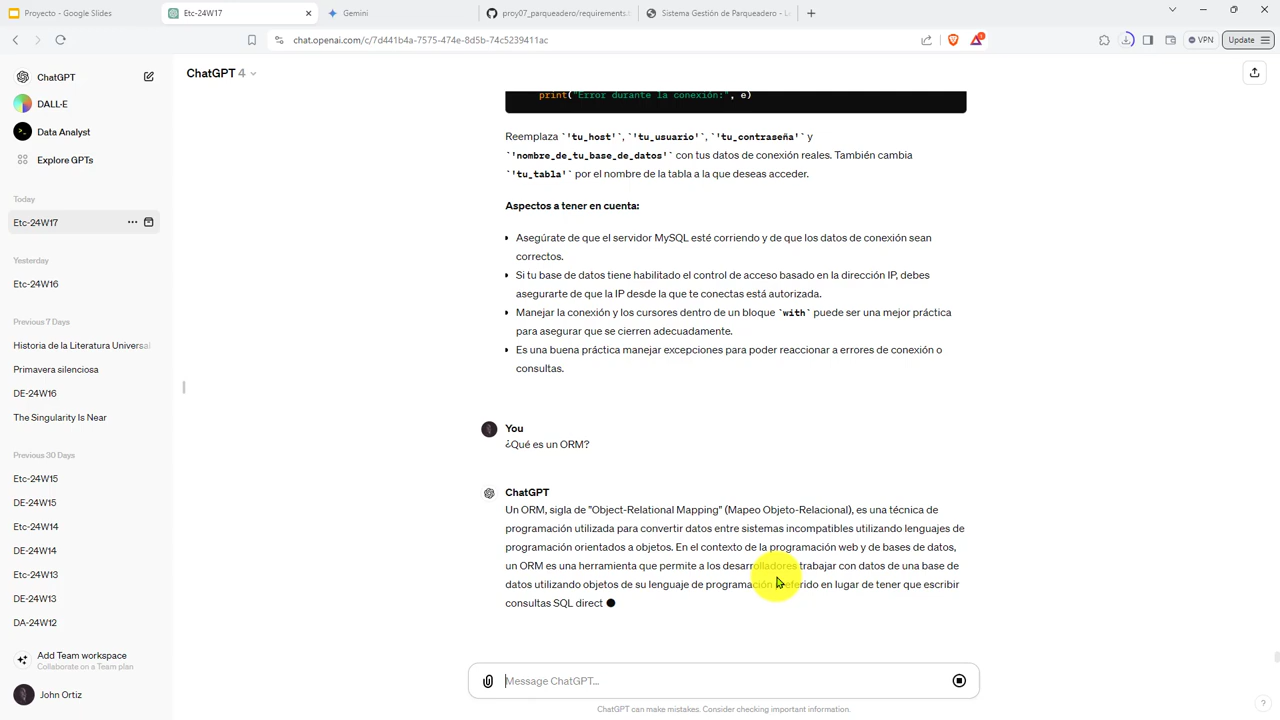 Proyecto - Google Slides
Etc-24W17
Gemini
proy07_parqueadero/requirements.t
Sistema Gestión de Parqueadero - Lo
chat.openai.com/c/7d441b4a-7575-474e-8d5b-74c5239411ac
VPN
Update
ChatGPT
DALL·E
Data Analyst
Explore GPTs
Today
Etc-24W17
Yesterday
Etc-24W16
Previous 7 Days
Historia de la Literatura Universal
Primavera silenciosa
DE-24W16
The Singularity Is Near
Previous 30 Days
Etc-24W15
DE-24W15
Etc-24W14
DE-24W14
Etc-24W13
DE-24W13
DA-24W12
Add Team workspace
Collaborate on a Team plan
John Ortiz
ChatGPT 4
print("Error durante la conexión:", e)
Reemplaza `'tu_host'`, `'tu_usuario'`, `'tu_contraseña'` y
`'nombre_de_tu_base_de_datos'` con tus datos de conexión reales. También cambia
`'tu_tabla'` por el nombre de la tabla a la que deseas acceder.
Aspectos a tener en cuenta:
• Asegúrate de que el servidor MySQL esté corriendo y de que los datos de conexión sean
correctos.
• Si tu base de datos tiene habilitado el control de acceso basado en la dirección IP, debes
asegurarte de que la IP desde la que te conectas está autorizada.
• Manejar la conexión y los cursores dentro de un bloque `with` puede ser una mejor práctica
para asegurar que se cierren adecuadamente.
• Es una buena práctica manejar excepciones para poder reaccionar a errores de conexión o
consultas.
You
¿Qué es un ORM?
ChatGPT
Un ORM, sigla de "Object-Relational Mapping" (Mapeo Objeto-Relacional), es una técnica de
programación utilizada para convertir datos entre sistemas incompatibles utilizando lenguajes de
programación orientados a objetos. En el contexto de la programación web y de bases de datos,
un ORM es una herramienta que permite a los desarrolladores trabajar con datos de una base de
datos utilizando objetos de su lenguaje de programación preferido en lugar de tener que escribir
consultas SQL direct
Message ChatGPT...
ChatGPT can make mistakes. Consider checking important information.
?